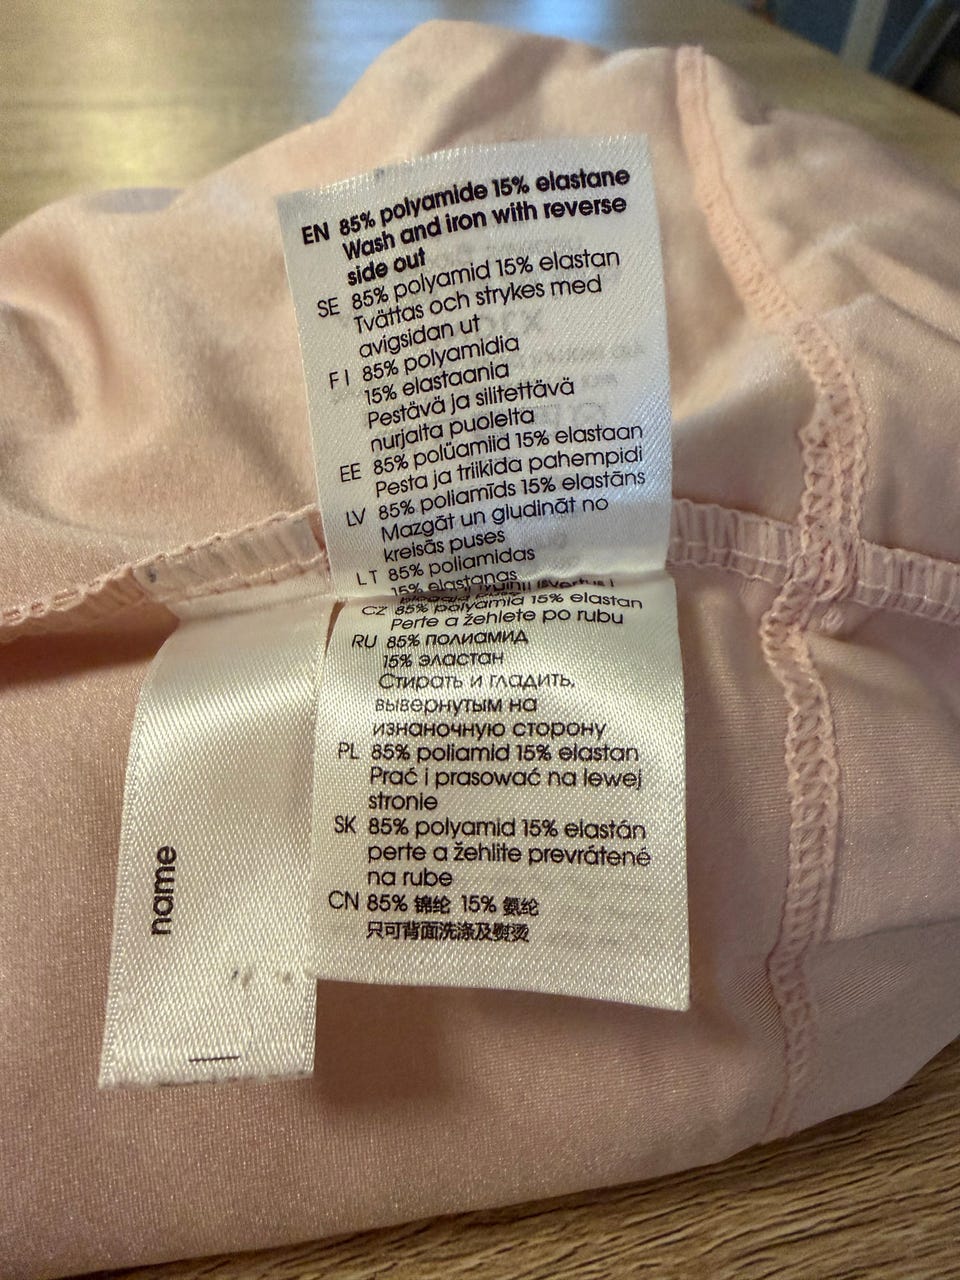 EN 85% polyamide 15% elastane
Wash and iron with reverse
side out
SE 85% polyamid 15% elastan
Tvättas och strykes med
avigsidan ut
FI 85% polyamidia
15% elastaania
Pestävä ja silitettävä
nurjalta puolelta
EE 85% polüamiid 15% elastaan
Pesta ja triikida pahempidi
LV 85% poliamīds 15% elastāns
Mazgāt un gludināt no
kreisās puses
LT 85% poliamidas
15% elastanas
CZ 85% polyamid 15% elastan
Perte a žehlete po rubu
RU 85% полиамид
15% эластан
Стирать и гладить,
вывернутым на
изнаночную сторону
PL 85% poliamid 15% elastan
Prać i prasować na lewej
stronie
SK 85% polyamid 15% elastán
perte a žehlite prevrátené
na rube
CN 85% 锦纶 15% 氨纶
只可背面洗涤及熨烫
name